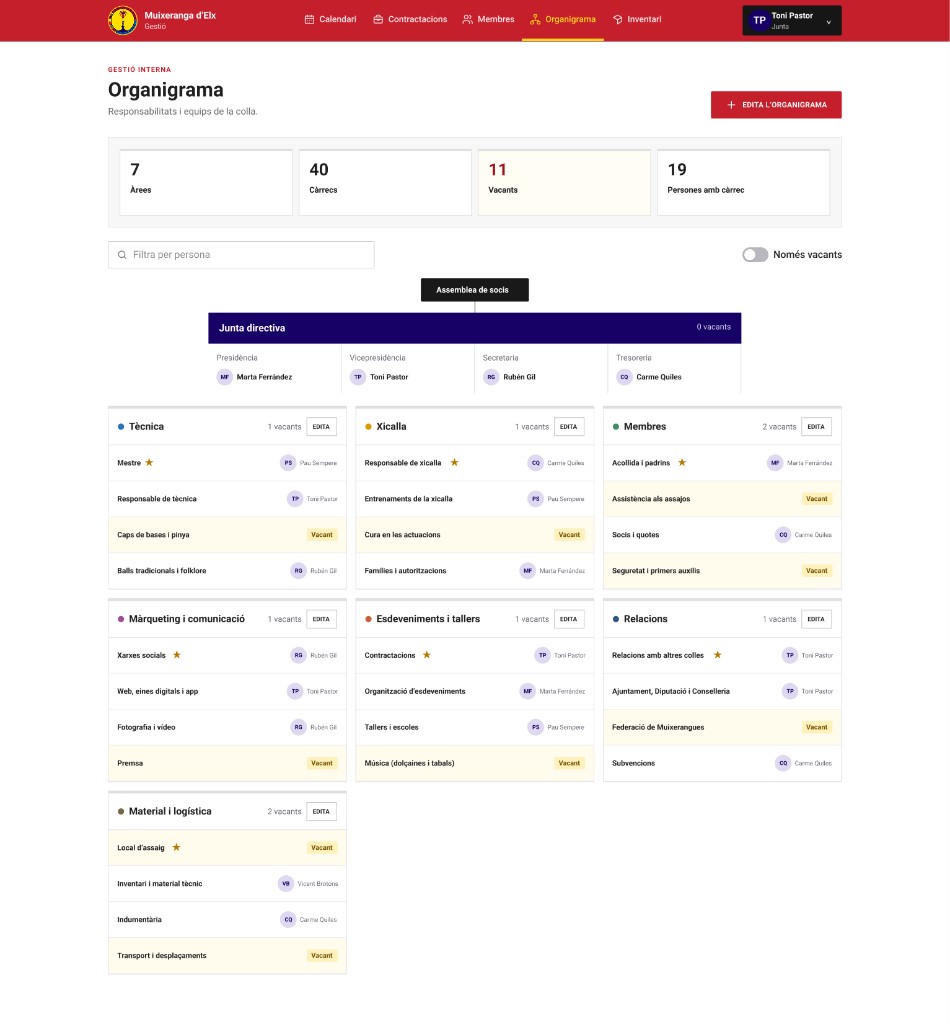 Muixeranga d'Elx
Gestió
Calendari
Contractacions
Membres
Organigrama
Inventari
TP
Toni Pastor
Junta
GESTIÓ INTERNA
Organigrama
Responsabilitats i equips de la colla.
EDITA L'ORGANIGRAMA
7
Àrees
40
Càrrecs
11
Vacants
19
Persones amb càrrec
Filtra per persona
Només vacants
Assemblea de socis
Junta directiva
0 vacants
Presidència
MF Marta Ferrández
Vicepresidència
TP Toni Pastor
Secretaria
RG Rubén Gil
Tresoreria
CQ Carme Quiles
Tècnica 1 vacants EDITA
Mestre PS Pau Sempere
Responsable de tècnica TP Toni Pastor
Caps de bases i pinya Vacant
Balls tradicionals i folklore RG Rubén Gil
Xicalla 1 vacants EDITA
Responsable de xicalla CQ Carme Quiles
Entrenaments de la xicalla PS Pau Sempere
Cura en les actuacions Vacant
Famílies i autoritzacions MF Marta Ferrández
Membres 2 vacants EDITA
Acollida i padrins MF Marta Ferrández
Assistència als assajos Vacant
Socis i quotes CQ Carme Quiles
Seguretat i primers auxilis Vacant
Màrqueting i comunicació 1 vacants EDITA
Xarxes socials RG Rubén Gil
Web, eines digitals i app TP Toni Pastor
Fotografia i vídeo RG Rubén Gil
Premsa Vacant
Esdeveniments i tallers 1 vacants EDITA
Contractacions TP Toni Pastor
Organització d'esdeveniments MF Marta Ferrández
Tallers i escoles PS Pau Sempere
Música (dolçaines i tabals) Vacant
Relacions 1 vacants EDITA
Relacions amb altres colles TP Toni Pastor
Ajuntament, Diputació i Conselleria TP Toni Pastor
Federació de Muixerangues Vacant
Subvencions CQ Carme Quiles
Material i logística 2 vacants EDITA
Local d'assaig Vacant
Inventari i material tècnic VB Vicent Brotons
Indumentària CQ Carme Quiles
Transport i desplaçaments Vacant